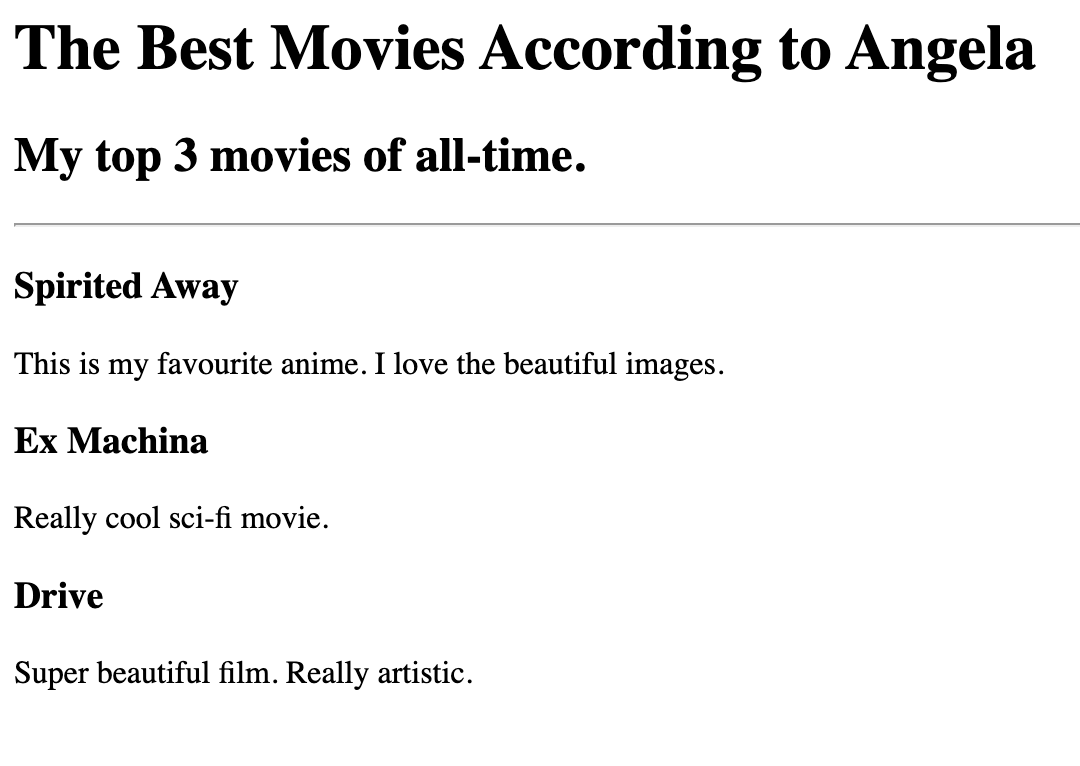 The Best Movies According to Angela
My top 3 movies of all-time.
Spirited Away
This is my favourite anime. I love the beautiful images.
Ex Machina
Really cool sci-fi movie.
Drive
Super beautiful film. Really artistic.